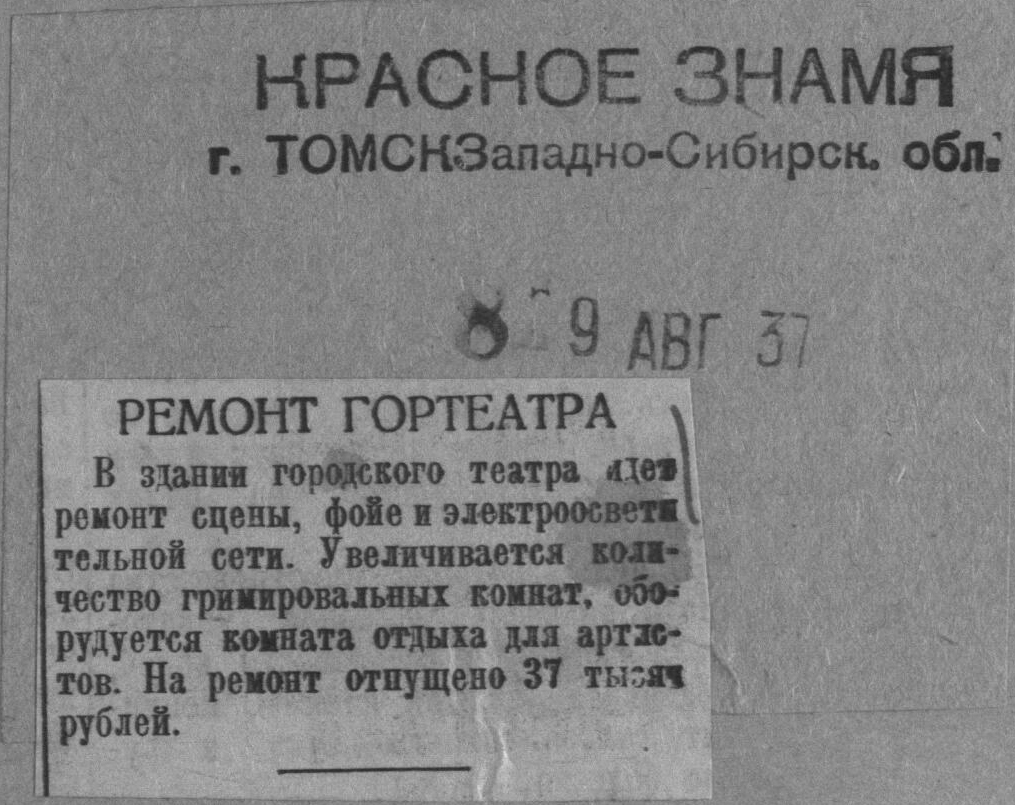 КРАСНОЕ ЗНАМЯ
г. ТОМСК Западно-Сибирск. обл.
9 АВГ 37
РЕМОНТ ГОРТЕАТРА
В здании городского театра идет
ремонт сцены, фойе и электроосвети
тельной сети. Увеличивается коли-
чество гримировальных комнат, обо-
рудуется комната отдыха для артис-
тов. На ремонт отпущено 37 тысяч
рублей.